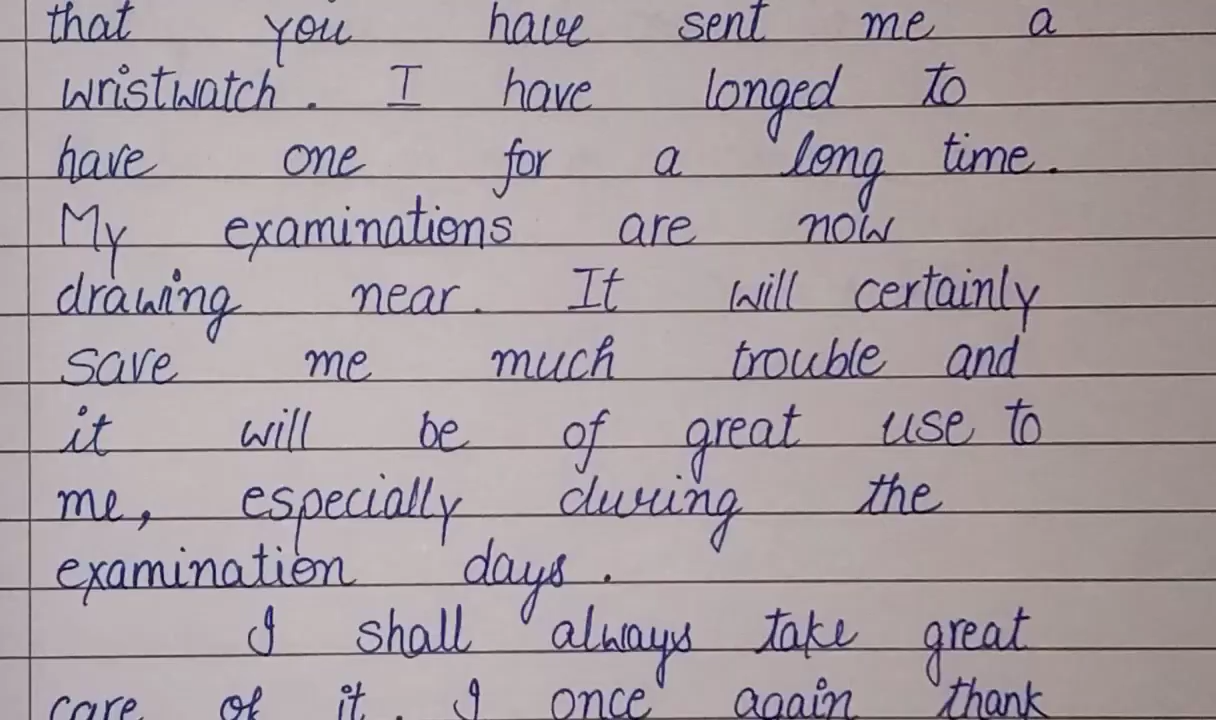 that you have sent me a
wristwatch. I have longed to
have one for a long time.
My examinations are now
drawing near. It will certainly
save me much trouble and
it will be of great use to
me, especially during the
examination days.
I shall always take great
care of it. I once again thank